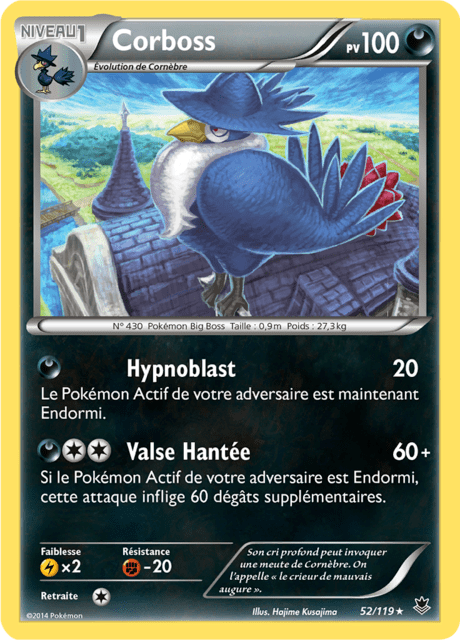 NIVEAU 1
Corboss
PV 100
Évolution de Cornèbre
N° 430 Pokémon Big Boss Taille : 0,9m Poids : 27,3kg
Hypnoblast 20
Le Pokémon Actif de votre adversaire est maintenant
Endormi.
Valse Hantée 60+
Si le Pokémon Actif de votre adversaire est Endormi,
cette attaque inflige 60 dégâts supplémentaires.
Faiblesse
×2
Résistance
-20
Retraite
Son cri profond peut invoquer
une meute de Cornèbre. On
l'appelle « le crieur de mauvais
augure ».
©2014 Pokémon
Illus. Hajime Kusajima
52/119 ★